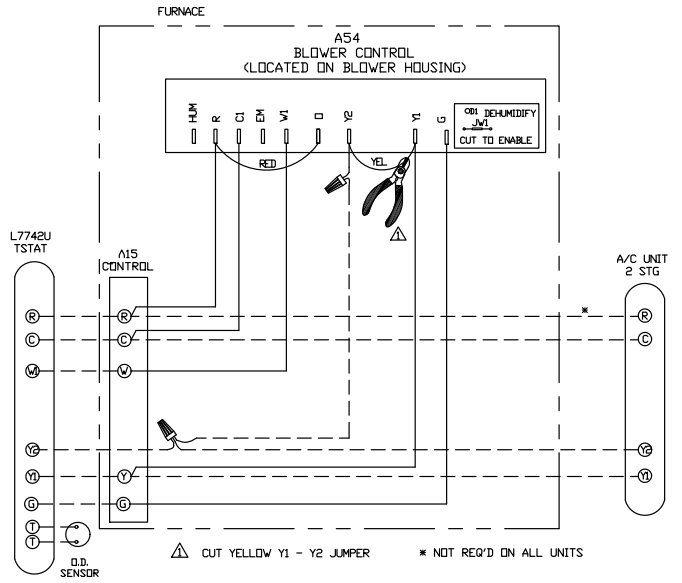 FURNACE
A54
BLOWER CONTROL
(LOCATED ON BLOWER HOUSING)
HUM
R
C1
EM
W1
O
Y2
Y1
G
OD1 DEHUMIDIFY
JW1
CUT TO ENABLE
RED
YEL
1
L7742U
TSTAT
A15
CONTROL
A/C UNIT
2 STG
R
R
*
R
C
C
C
W1
W
Y2
Y2
Y1
Y
Y1
G
G
T
T
O.D.
SENSOR
1 CUT YELLOW Y1 - Y2 JUMPER
* NOT REQ'D ON ALL UNITS